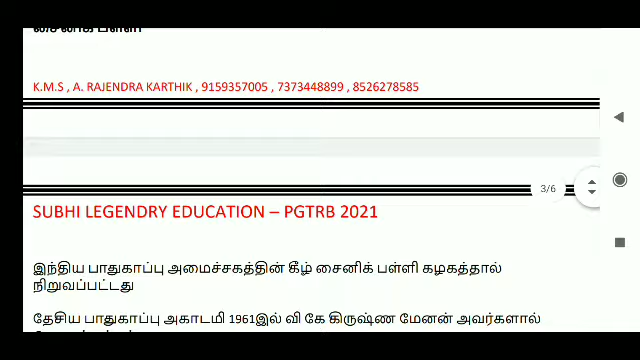 சைனிக் பள்ளி
K.M.S , A. RAJENDRA KARTHIK , 9159357005 , 7373448899 , 8526278585
3/6
SUBHI LEGENDRY EDUCATION – PGTRB 2021
இந்திய பாதுகாப்பு அமைச்சகத்தின் கீழ் சைனிக் பள்ளி கழகத்தால்
நிறுவப்பட்டது
தேசிய பாதுகாப்பு அகாடமி 1961இல் வி கே கிருஷ்ண மேனன் அவர்களால்